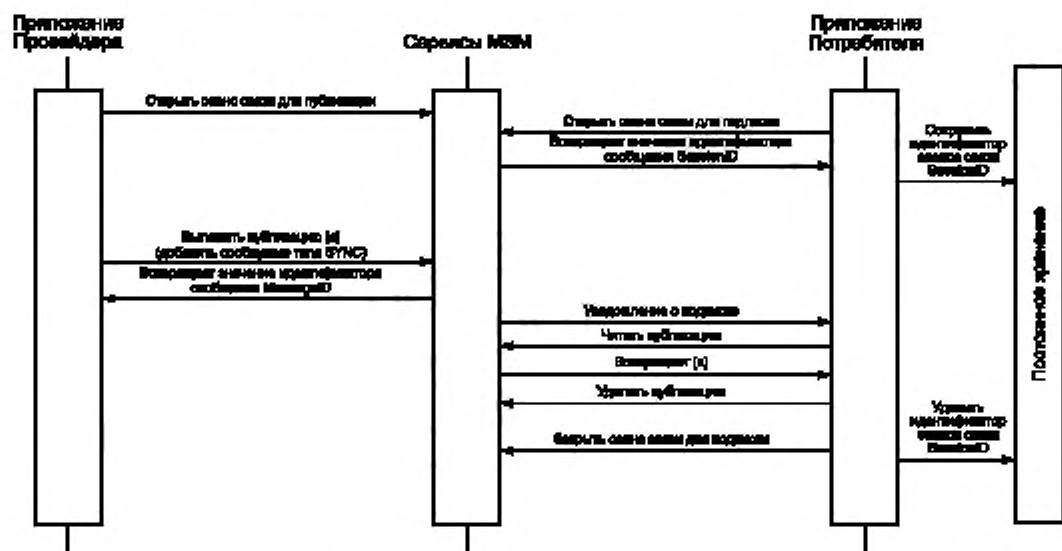 Приложение
Провайдера
Сервисы MSM
Приложение
Потребителя
Открыть сеанс связи для публикации
Открыть сеанс связи для подписки
Возвращает значение идентификатора
сообщения SessionID
Сохранить
идентификатор
сеанса связи
SessionID
Выложить публикацию [x]
(добавить сообщение типа SYNC)
Возвращает значение идентификатора
сообщения MessageID
Уведомление о подписке
Читать публикацию
Возвращает [x]
Удалить публикацию
Закрыть сеанс связи для подписки
Удалить
идентификатор
сеанса связи
SessionID
Постоянное хранение